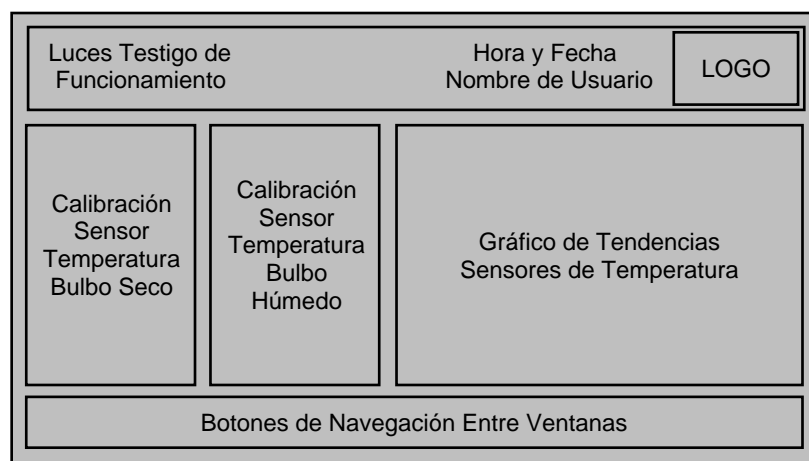 Luces Testigo de
Funcionamiento
Hora y Fecha
Nombre de Usuario
LOGO
Calibración
Sensor
Temperatura
Bulbo Seco
Calibración
Sensor
Temperatura
Bulbo
Húmedo
Gráfico de Tendencias
Sensores de Temperatura
Botones de Navegación Entre Ventanas